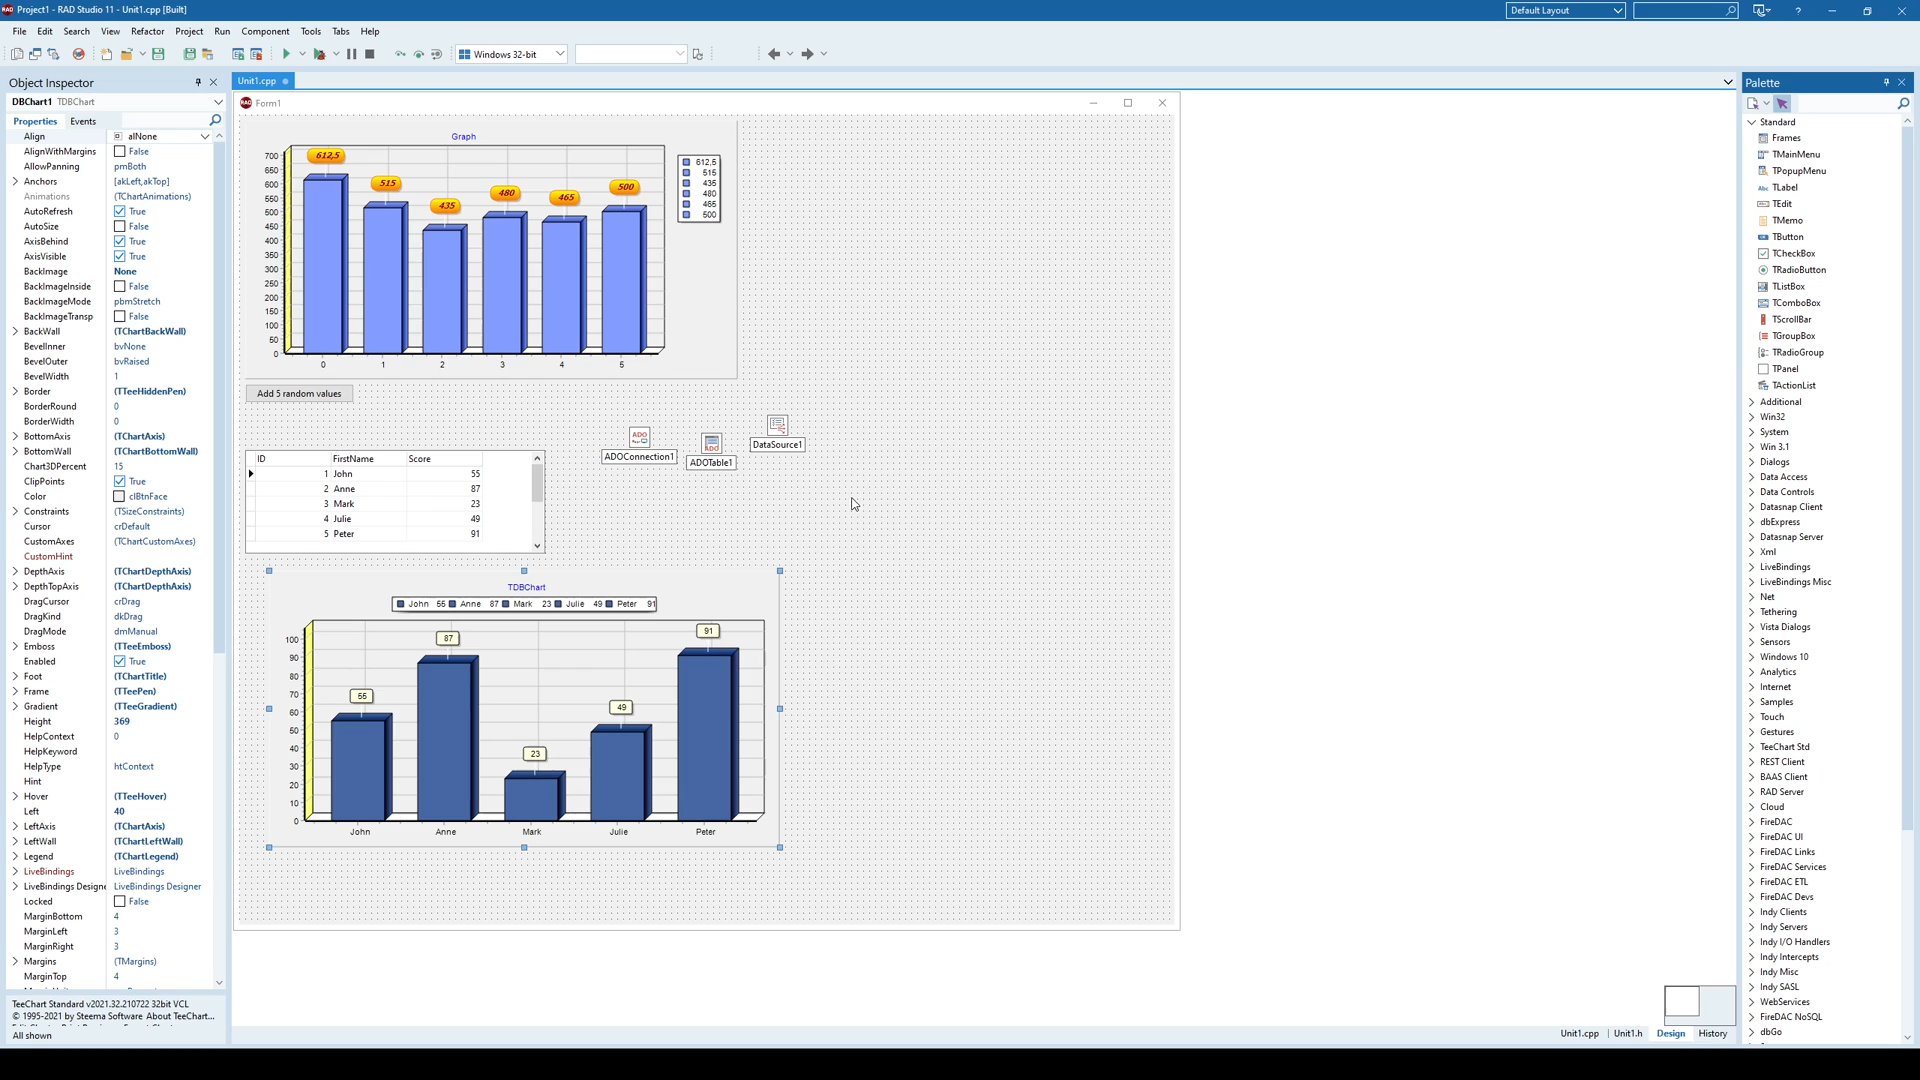 Project1 - RAD Studio 11 - Unit1.cpp [Built]
Default Layout
File Edit Search View Refactor Project Run Component Tools Tabs Help
Windows 32-bit
Object Inspector
DBChart1 TDBChart
Properties Events
Align alNone
AlignWithMargins False
AllowPanning pmBoth
Anchors [akLeft,akTop]
Animations (TChartAnimations)
AutoRefresh True
AutoSize False
AxisBehind True
AxisVisible True
BackImage None
BackImageInside False
BackImageMode pbmStretch
BackImageTransp False
BackWall (TChartBackWall)
BevelInner bvNone
BevelOuter bvRaised
BevelWidth 1
Border (TTeeHiddenPen)
BorderRound 0
BorderWidth 0
BottomAxis (TChartAxis)
BottomWall (TChartBottomWall)
Chart3DPercent 15
ClipPoints True
Color clBtnFace
Constraints (TSizeConstraints)
Cursor crDefault
CustomAxes (TChartCustomAxes)
CustomHint
DepthAxis (TChartDepthAxis)
DepthTopAxis (TChartDepthAxis)
DragCursor crDrag
DragKind dkDrag
DragMode dmManual
Emboss (TTeeEmboss)
Enabled True
Foot (TChartTitle)
Frame (TTeePen)
Gradient (TTeeGradient)
Height 369
HelpContext 0
HelpKeyword
HelpType htContext
Hint
Hover (TTeeHover)
Left 40
LeftAxis (TChartAxis)
LeftWall (TChartLeftWall)
Legend (TChartLegend)
LiveBindings LiveBindings
LiveBindings Designe LiveBindings Designer
Locked False
MarginBottom 4
MarginLeft 3
MarginRight 3
Margins (TMargins)
MarginTop 4
TeeChart Standard v2021.32.210722 32bit VCL
© 1995-2021 by Steema Software About TeeChart...
All shown
Unit1.cpp
Form1
Graph
700
650
600
550
500
450
400
350
300
250
200
150
100
50
0
612,5
515
435
480
465
500
0 1 2 3 4 5
612,5
515
435
480
465
500
Add 5 random values
ADOConnection1
ADOTable1
DataSource1
ID FirstName Score
1 John 55
2 Anne 87
3 Mark 23
4 Julie 49
5 Peter 91
TDBChart
John 55 Anne 87 Mark 23 Julie 49 Peter 91
100
90
80
70
60
50
40
30
20
10
0
55
87
23
49
91
John Anne Mark Julie Peter
Unit1.cpp Unit1.h Design History
Palette
Standard
Frames
TMainMenu
TPopupMenu
TLabel
TEdit
TMemo
TButton
TCheckBox
TRadioButton
TListBox
TComboBox
TScrollBar
TGroupBox
TRadioGroup
TPanel
TActionList
Additional
Win32
System
Win 3.1
Dialogs
Data Access
Data Controls
Datasnap Client
dbExpress
Datasnap Server
Xml
LiveBindings
LiveBindings Misc
Net
Tethering
Vista Dialogs
Sensors
Windows 10
Analytics
Internet
Samples
Touch
Gestures
TeeChart Std
REST Client
BAAS Client
RAD Server
Cloud
FireDAC
FireDAC UI
FireDAC Links
FireDAC Services
FireDAC ETL
FireDAC Devs
Indy Clients
Indy Servers
Indy I/O Handlers
Indy Intercepts
Indy Misc
Indy SASL
WebServices
FireDAC NoSQL
dbGo